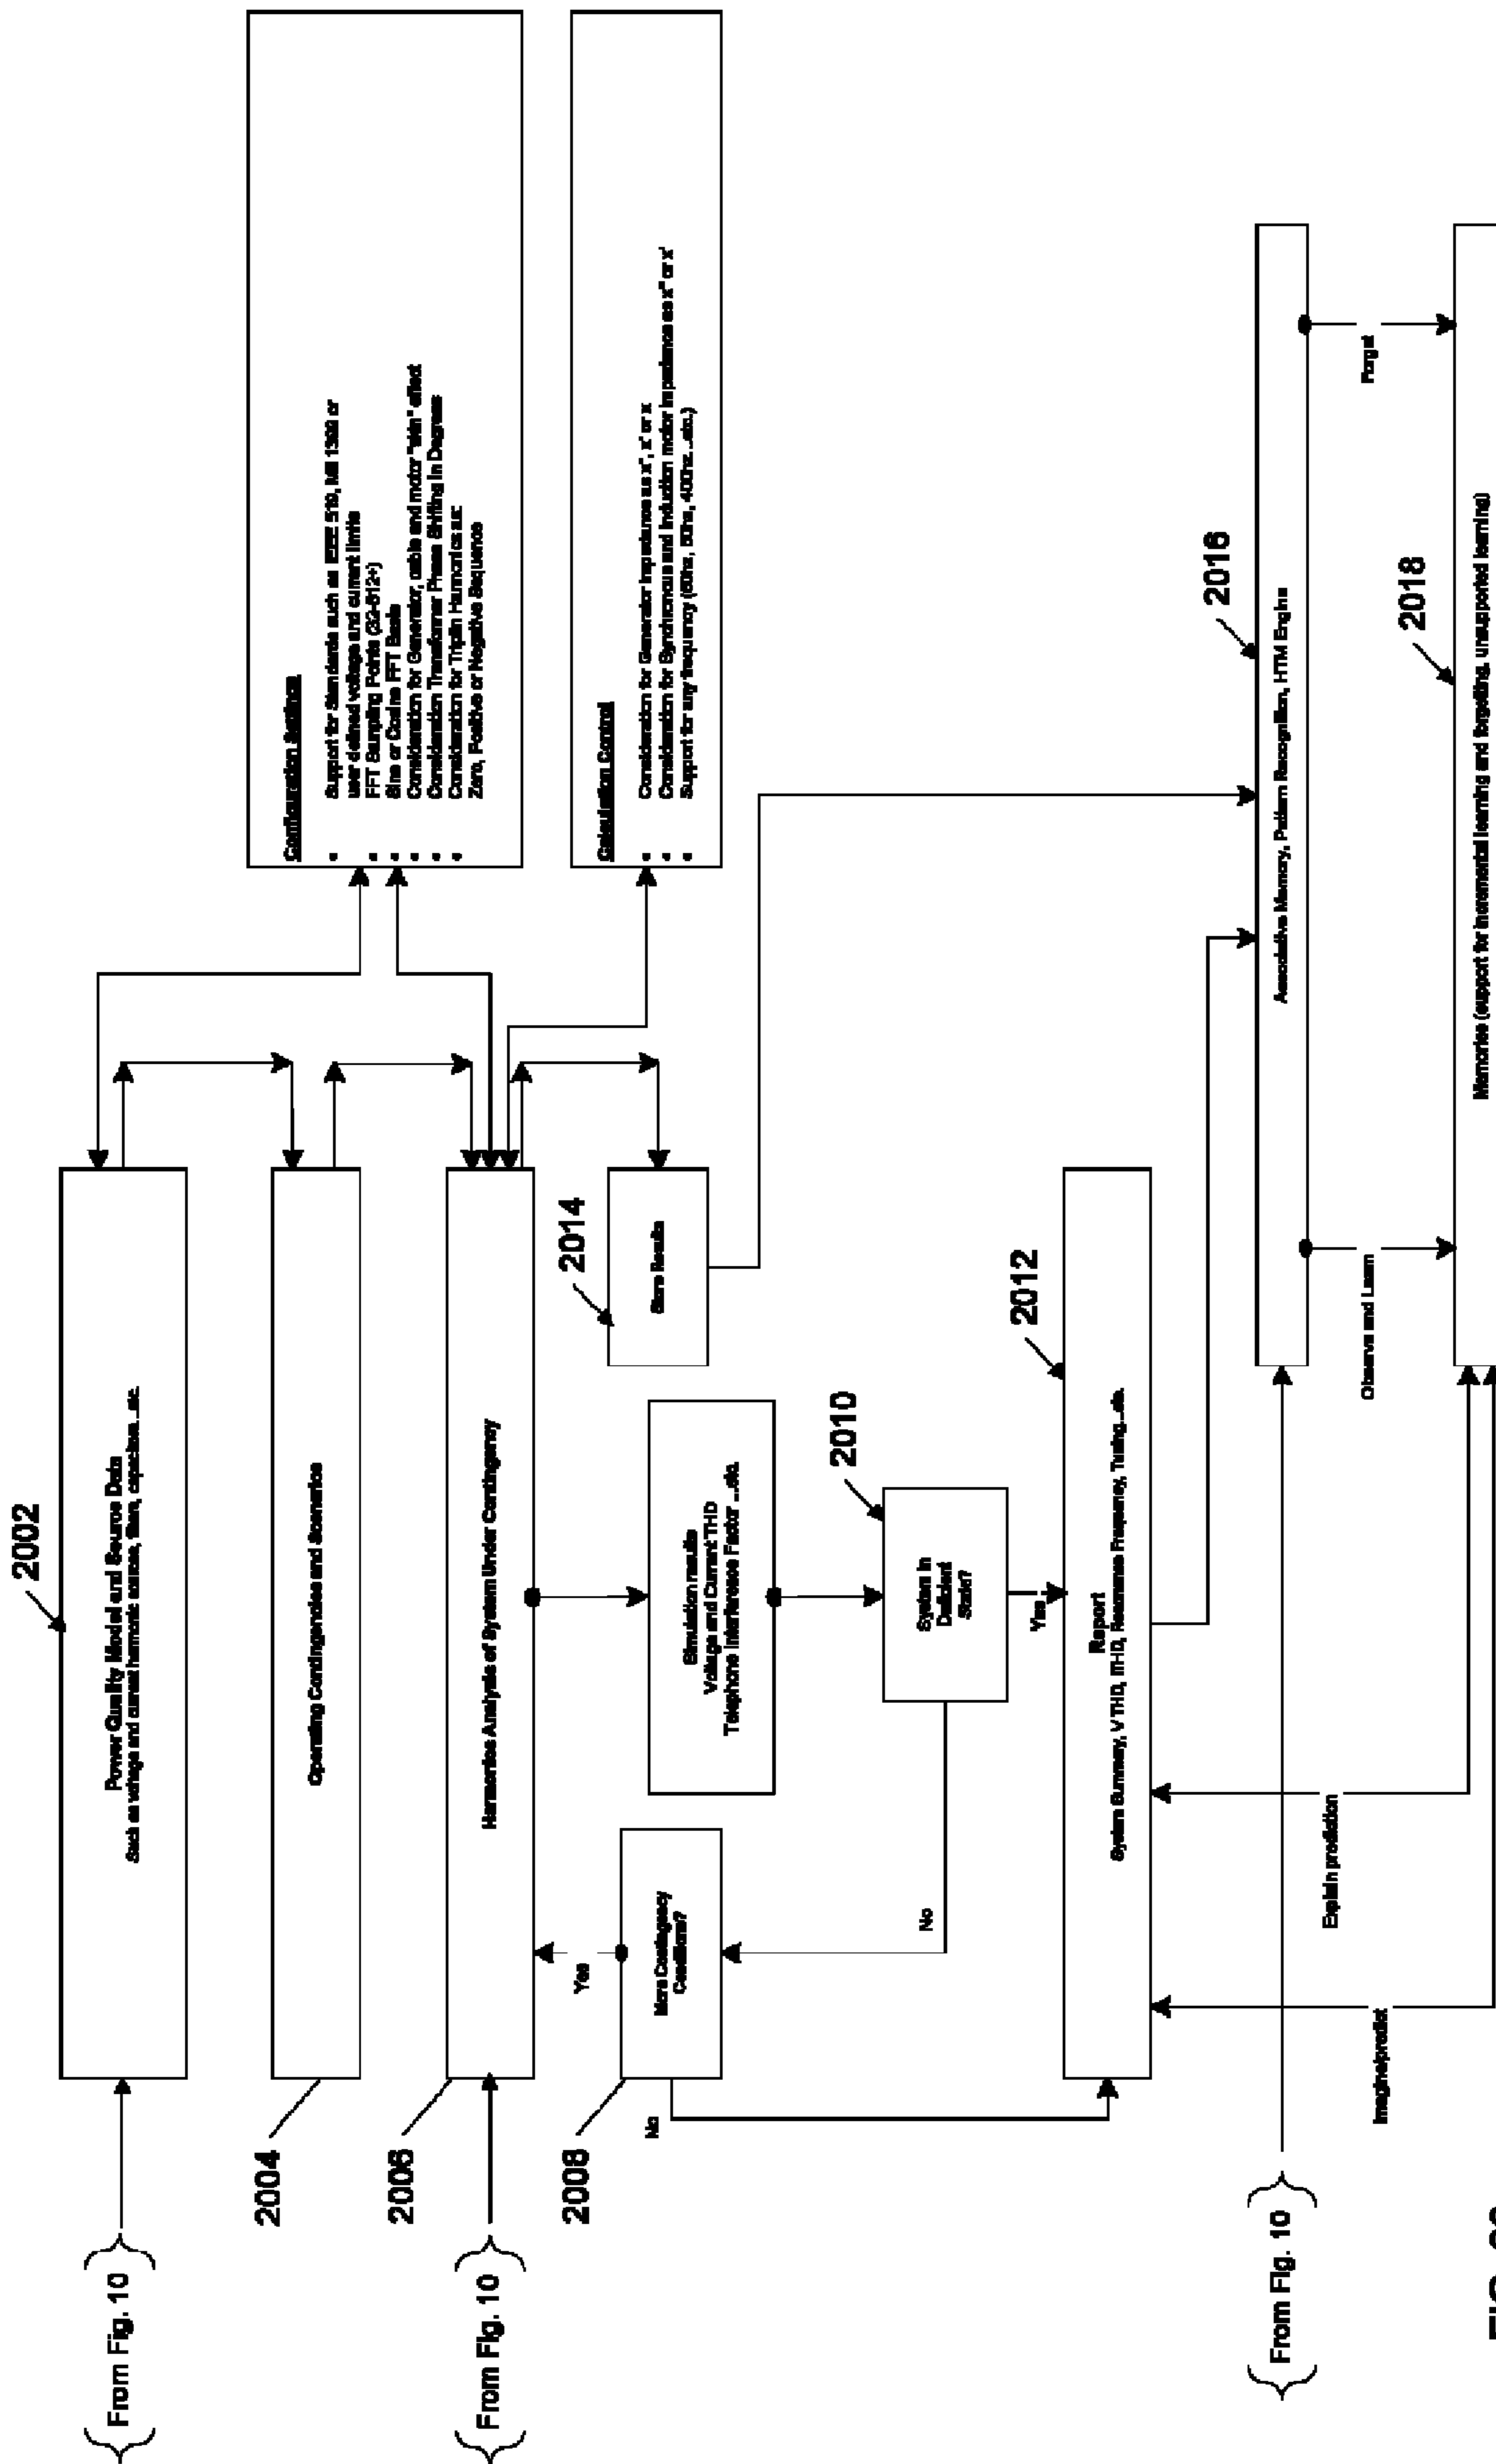 2002
From Fig. 10
Power Quality Model and Source Data
Such as voltage and current harmonic sources, filters, capacitors...etc.
Configuration Settings
Support for Standards such as IEEE 519, Mil 1399 or
user defined voltage and current limits
FFT Sampling Points (32-512+)
Sine or Cosine FFT Basis
Consideration for Generator, cable and motor "skin" effect
Consideration Transformer Phase Shifting in Degrees
Consideration for Triplin Harmonics as:
Zero, Positive or Negative Sequence
2004
Operating Contingencies and Scenarios
2006
From Fig. 10
Harmonics Analysis of System Under Contingency
Calculation Control
Consideration for Generator impedance as x", x' or x
Consideration for Synchronous and induction motor impedance as x" or x'
Support for any frequency (60hz, 50hz, 400hz...etc.)
2008
More Contingency
Conditions?
Yes
No
Simulation results
Voltage and Current THD
Telephone Interference Factor ...etc.
2014
Store Results
2010
System in
Deficient
State?
No
Yes
2012
Report
System Summary, V THD, ITHD, Resonance Frequency, Tuning...etc.
2016
From Fig. 10
Associative Memory, Pattern Recognition, HTM Engine
Imagine/predict
Explain prediction
Observe and Learn
Forget
2018
Memories (support for incremental learning and forgetting, unsupported learning)